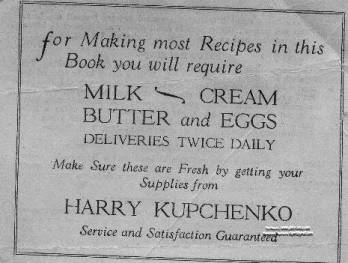 for Making most Recipes in this
Book you will require
MILK CREAM
BUTTER and EGGS
DELIVERIES TWICE DAILY
Make Sure these are Fresh by getting your
Supplies from
HARRY KUPCHENKO
Service and Satisfaction Guaranteed